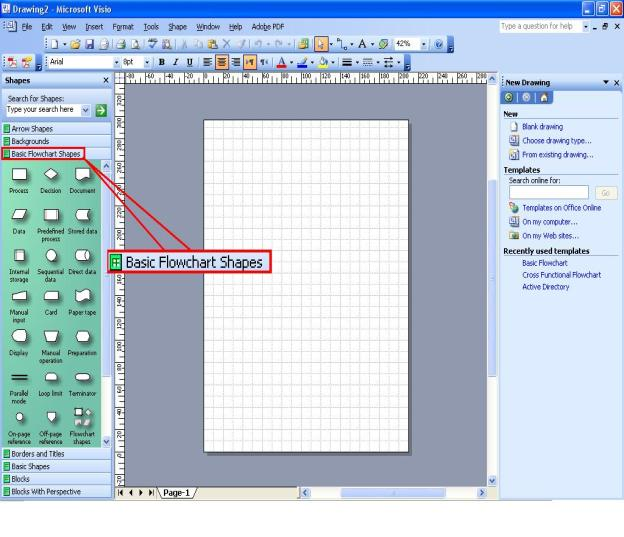 Drawing2 - Microsoft Visio
File Edit View Insert Format Tools Shape Window Help Adobe PDF
Type a question for help
42%
Arial 8pt B I U
Shapes
Search for Shapes:
Type your search here
Arrow Shapes
Backgrounds
Basic Flowchart Shapes
Process Decision Document
Data Predefined process Stored data
Internal storage Sequential data Direct data
Manual input Card Paper tape
Display Manual operation Preparation
Parallel mode Loop limit Terminator
On-page reference Off-page reference Flowchart shapes
Borders and Titles
Basic Shapes
Blocks
Blocks With Perspective
Basic Flowchart Shapes
Page-1
New Drawing
New
Blank drawing
Choose drawing type...
From existing drawing...
Templates
Search online for:
Go
Templates on Office Online
On my computer...
On my Web sites...
Recently used templates
Basic Flowchart
Cross Functional Flowchart
Active Directory